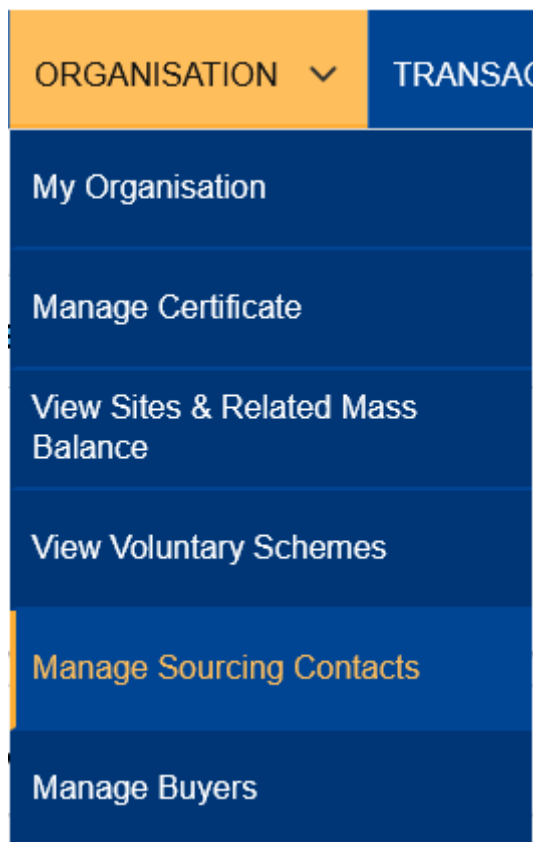 ORGANISATION
My Organisation
Manage Certificate
View Sites & Related Mass
Balance
View Voluntary Schemes
Manage Sourcing Contacts
Manage Buyers